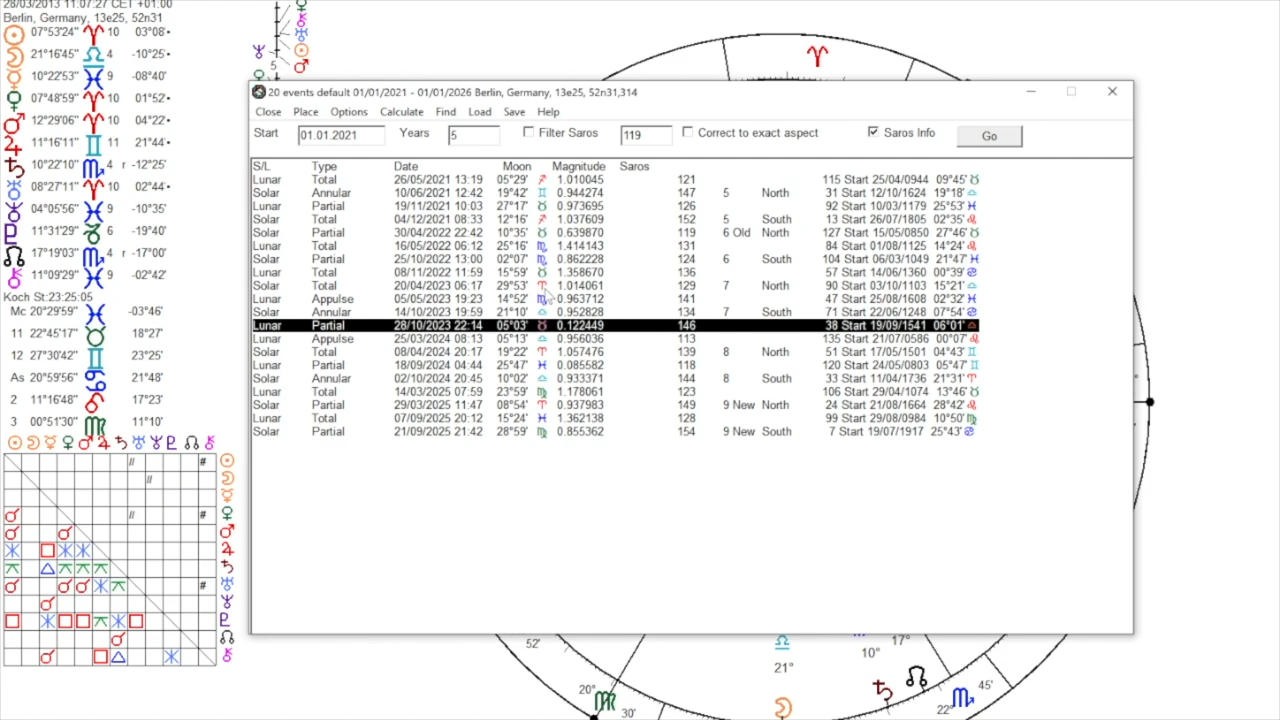 28/03/2013 11:07:27 CET +01:00
Berlin, Germany, 13e25, 52n31
07°53'24" ♈ 10 03°08'•
21°16'45" ♎ 4 -10°25'•
10°22'53" ♓ 9 -08°40'
07°48'59" ♈ 10 01°52'•
12°29'06" ♈ 10 04°22'•
11°16'11" ♊ 11 21°44'•
10°22'10" ♏ 4 r -12°25'
08°27'11" ♈ 10 02°44'•
04°05'56" ♓ 9 -10°35'
11°31'29" ♑ 6 -19°40'
17°19'03" ♏ 4 r -17°00'
11°09'29" ♓ 9 -02°42'
Koch St:23:25:05
Mc 20°29'59" ♓ -03°46'
11 22°45'17" ♉ 18°27'
12 27°30'42" ♊ 23°25'
As 20°59'56" ♋ 21°48'
2 11°16'48" ♌ 17°23'
3 00°51'30" ♍ 11°10'
5
20 events default 01/01/2021 - 01/01/2026 Berlin, Germany, 13e25, 52n31,314
Close Place Options Calculate Find Load Save Help
Start 01.01.2021 Years 5 Filter Saros 119 Correct to exact aspect Saros Info Go
S/L Type Date Moon Magnitude Saros
Lunar Total 26/05/2021 13:19 05°29' ♐ 1.010045 121 115 Start 25/04/0944 09°45' ♉
Solar Annular 10/06/2021 12:42 19°42' ♊ 0.944274 147 5 North 31 Start 12/10/1624 19°18' ♎
Lunar Partial 19/11/2021 10:03 27°17' ♉ 0.973695 126 92 Start 10/03/1179 25°53' ♓
Solar Total 04/12/2021 08:33 12°16' ♐ 1.037609 152 5 South 13 Start 26/07/1805 02°35' ♌
Solar Partial 30/04/2022 22:42 10°35' ♉ 0.639870 119 6 Old North 127 Start 15/05/0850 27°46' ♉
Lunar Total 16/05/2022 06:12 25°16' ♏ 1.414143 131 84 Start 01/08/1125 14°24' ♌
Solar Partial 25/10/2022 13:00 02°07' ♏ 0.862228 124 6 South 104 Start 06/03/1049 21°47' ♓
Lunar Total 08/11/2022 11:59 15°59' ♉ 1.358670 136 57 Start 14/06/1360 00°39' ♋
Solar Total 20/04/2023 06:17 29°53' ♈ 1.014061 129 7 North 90 Start 03/10/1103 15°21' ♎
Lunar Appulse 05/05/2023 19:23 14°52' ♏ 0.963712 141 47 Start 25/08/1608 02°32' ♓
Solar Annular 14/10/2023 19:59 21°10' ♎ 0.952828 134 7 South 71 Start 22/06/1248 07°54' ♋
Lunar Partial 28/10/2023 22:14 05°03' ♉ 0.122449 146 38 Start 19/09/1541 06°01' ♎
Lunar Appulse 25/03/2024 08:13 05°13' ♎ 0.956036 113 135 Start 21/07/0586 00°07' ♌
Solar Total 08/04/2024 20:17 19°22' ♈ 1.057476 139 8 North 51 Start 17/05/1501 04°43' ♊
Lunar Partial 18/09/2024 04:44 25°47' ♓ 0.085582 118 120 Start 24/05/0803 05°47' ♊
Solar Annular 02/10/2024 20:45 10°02' ♎ 0.933371 144 8 South 33 Start 11/04/1736 21°31' ♈
Lunar Total 14/03/2025 07:59 23°59' ♍ 1.178061 123 106 Start 29/04/1074 13°46' ♉
Solar Partial 29/03/2025 11:47 08°54' ♈ 0.937983 149 9 New North 24 Start 21/08/1664 28°42' ♌
Lunar Total 07/09/2025 20:12 15°24' ♓ 1.362138 128 99 Start 29/08/0984 10°50' ♍
Solar Partial 21/09/2025 21:42 28°59' ♍ 0.855362 154 9 New South 7 Start 19/07/1917 25°43' ♋
52'
20° ♍ 30'
♎
21°
17°
10°
45'
22° ♏